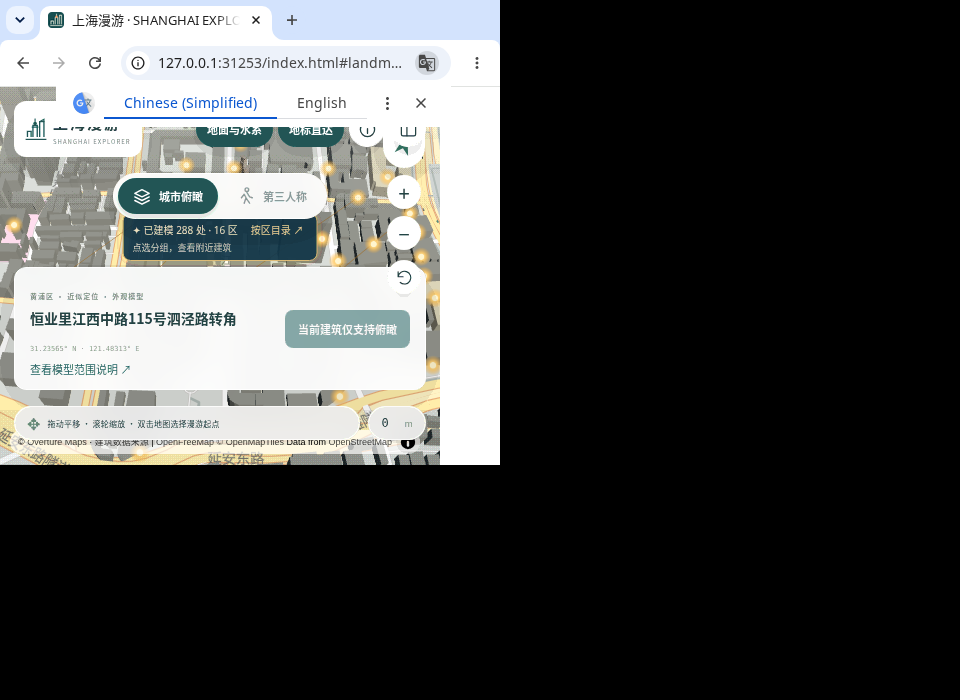 上海漫游 · SHANGHAI EXPLO
127.0.0.1:31253/index.html#landm...
Chinese (Simplified)
English
上海漫游
SHANGHAI EXPLORER
地面与水系
地标直达
城市俯瞰
第三人称
✦ 已建模 288 处 · 16 区 按区目录 ↗
点选分组，查看附近建筑
黄浦区 · 近似定位 · 外观模型
恒业里江西中路115号泗泾路转角
当前建筑仅支持俯瞰
31.23565° N · 121.48313° E
查看模型范围说明 ↗
拖动平移 · 滚轮缩放 · 双击地图选择漫游起点
0 m
© Overture Maps · 建筑数据来源 | OpenFreeMap © OpenMapTiles Data from OpenStreetMap
延安东路